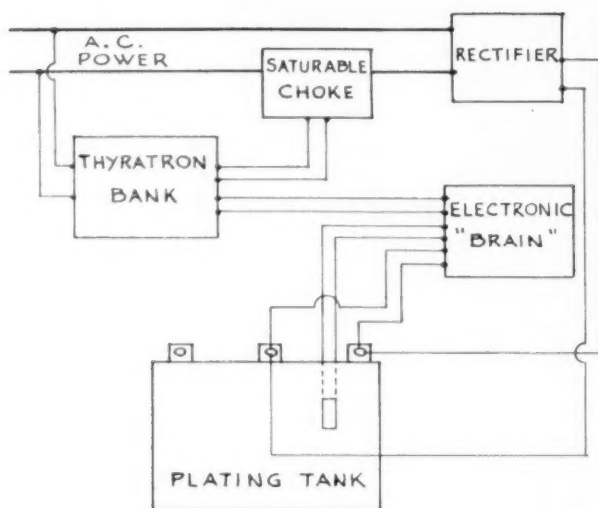 A.C.
POWER
SATURABLE
CHOKE
RECTIFIER
THYRATRON
BANK
ELECTRONIC
"BRAIN"
PLATING TANK